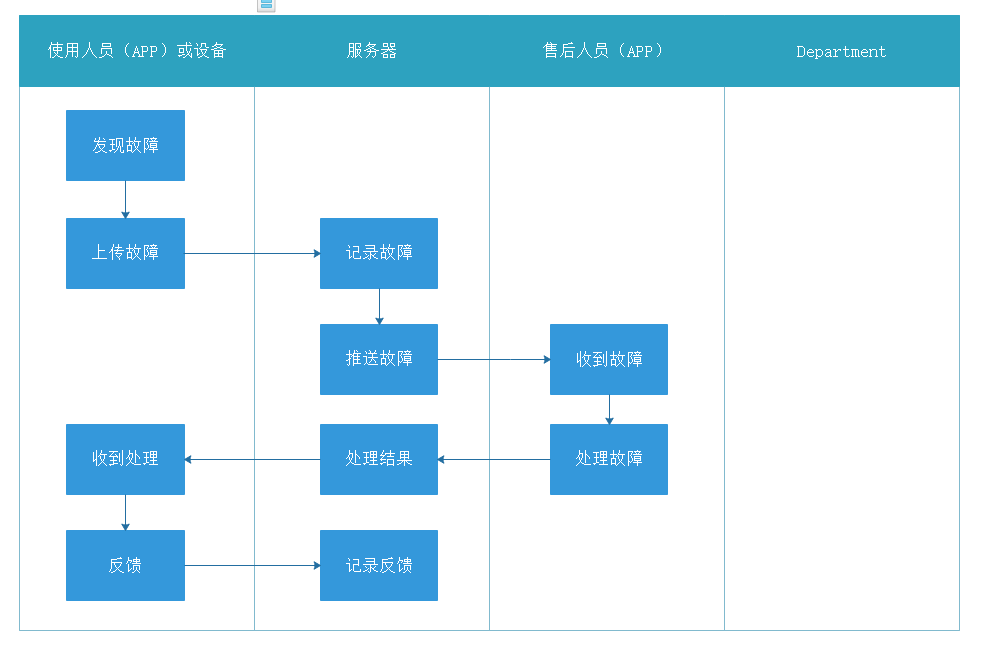 使用人员（APP）或设备
服务器
售后人员（APP）
Department
发现故障
上传故障
记录故障
推送故障
收到故障
收到处理
处理结果
处理故障
反馈
记录反馈